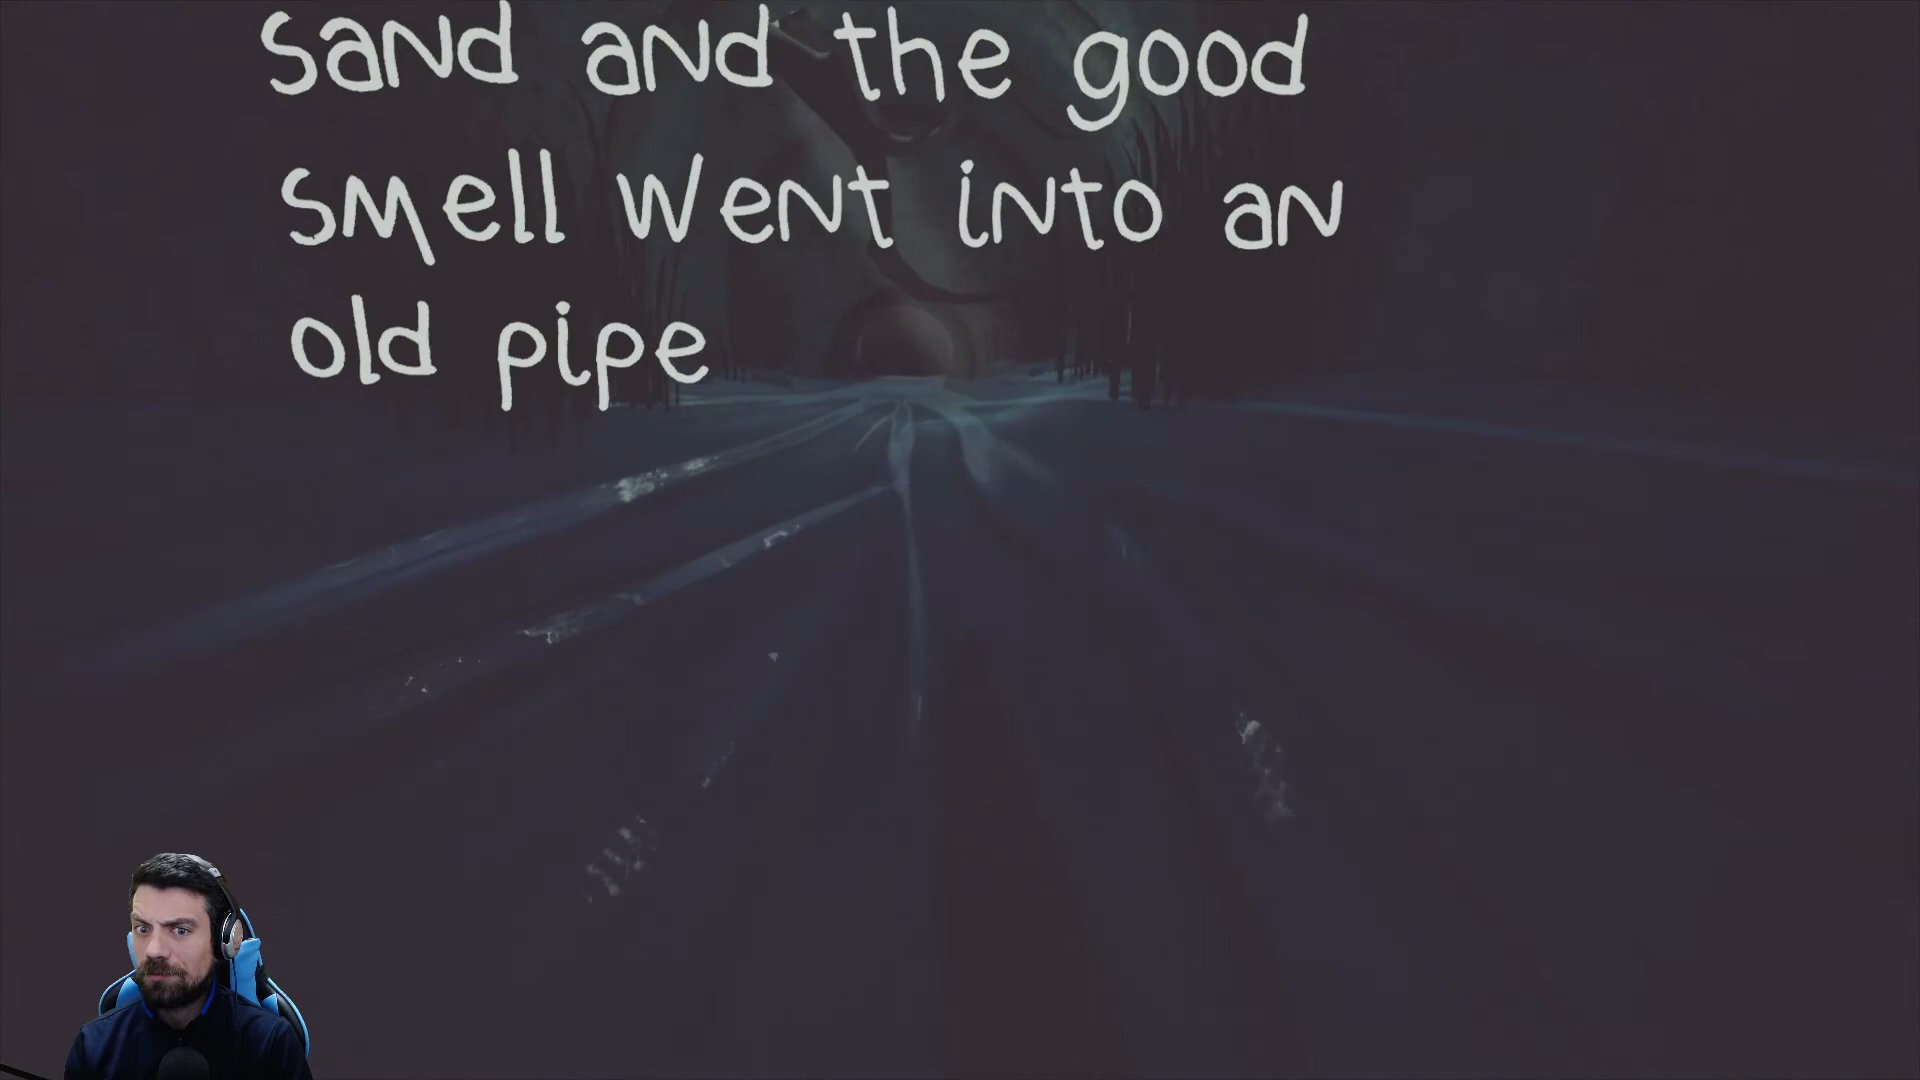 sand and the good
smell went into an
old pipe